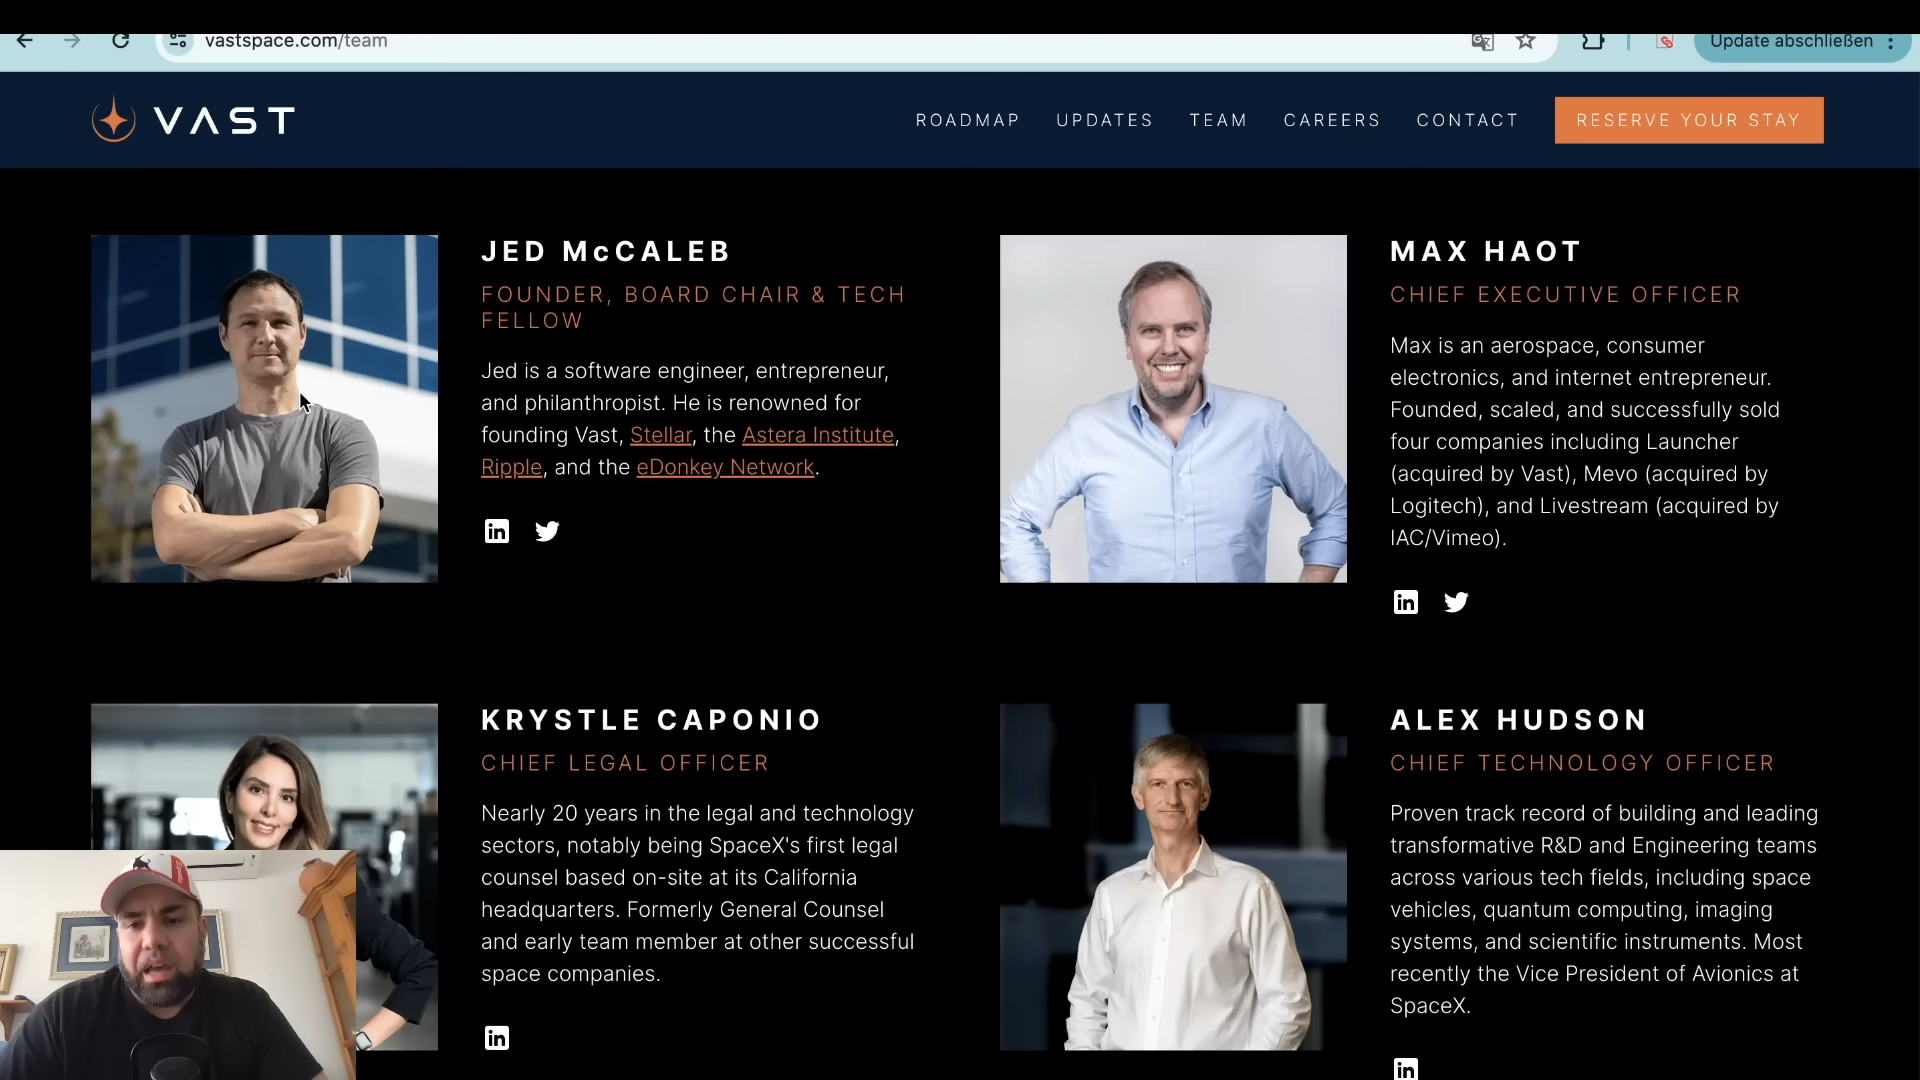 vastspace.com/team
Update abschließen
VAST
ROADMAP UPDATES TEAM CAREERS CONTACT RESERVE YOUR STAY
JED McCALEB
FOUNDER, BOARD CHAIR & TECH
FELLOW
Jed is a software engineer, entrepreneur,
and philanthropist. He is renowned for
founding Vast, Stellar, the Astera Institute,
Ripple, and the eDonkey Network.
in
MAX HAOT
CHIEF EXECUTIVE OFFICER
Max is an aerospace, consumer
electronics, and internet entrepreneur.
Founded, scaled, and successfully sold
four companies including Launcher
(acquired by Vast), Mevo (acquired by
Logitech), and Livestream (acquired by
IAC/Vimeo).
in
KRYSTLE CAPONIO
CHIEF LEGAL OFFICER
Nearly 20 years in the legal and technology
sectors, notably being SpaceX's first legal
counsel based on-site at its California
headquarters. Formerly General Counsel
and early team member at other successful
space companies.
in
ALEX HUDSON
CHIEF TECHNOLOGY OFFICER
Proven track record of building and leading
transformative R&D and Engineering teams
across various tech fields, including space
vehicles, quantum computing, imaging
systems, and scientific instruments. Most
recently the Vice President of Avionics at
SpaceX.
in